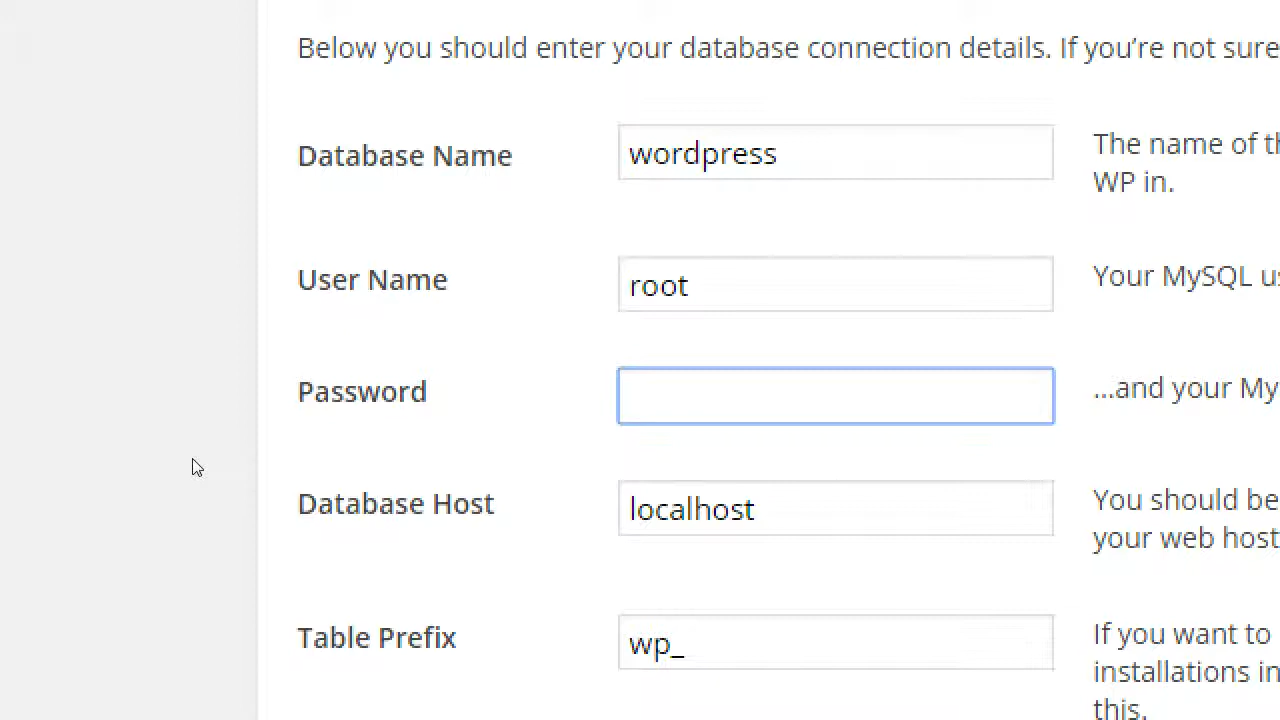 Below you should enter your database connection details. If you’re not sure
Database Name
wordpress
The name of th
WP in.
User Name
root
Your MySQL us
Password
...and your My
Database Host
localhost
You should be
your web host
Table Prefix
wp_
If you want to
installations in
this.